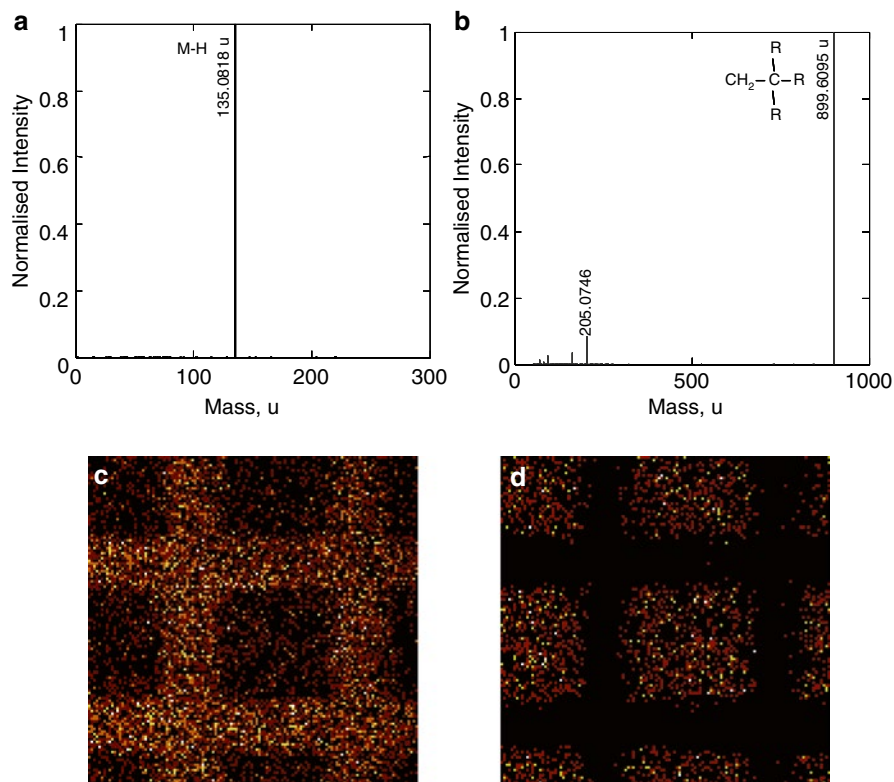 a
1
0.8
0.6
0.4
0.2
0
Normalised Intensity
M-H
135.0818 u
0
100
200
300
Mass, u
b
1
0.8
0.6
0.4
0.2
0
Normalised Intensity
R
CH₂–C–R
R
899.6095 u
205.0746
0
500
1000
Mass, u
c
d